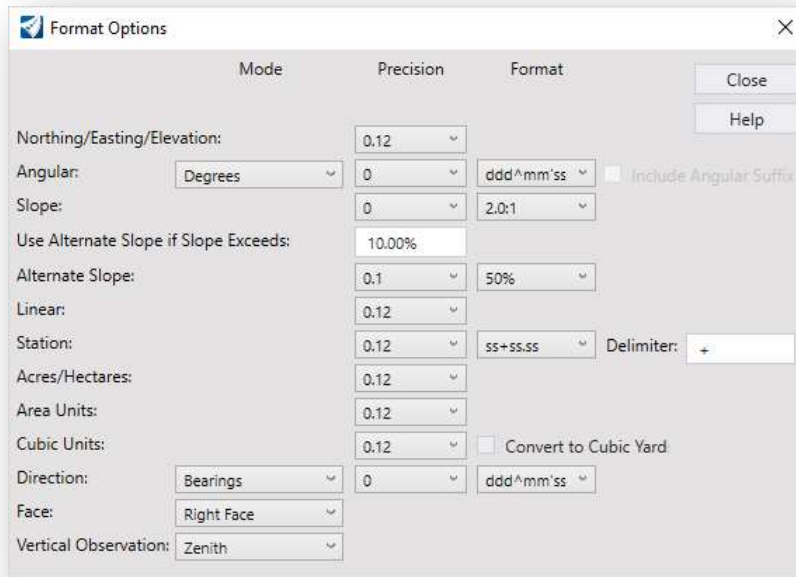 Format Options
Mode Precision Format
Close
Help
Northing/Easting/Elevation: 0.12
Angular: Degrees 0 ddd^mm'ss Include Angular Suffix
Slope: 0 2.0:1
Use Alternate Slope if Slope Exceeds: 10.00%
Alternate Slope: 0.1 50%
Linear: 0.12
Station: 0.12 ss+ss.ss Delimiter: +
Acres/Hectares: 0.12
Area Units: 0.12
Cubic Units: 0.12 Convert to Cubic Yard
Direction: Bearings 0 ddd^mm'ss
Face: Right Face
Vertical Observation: Zenith